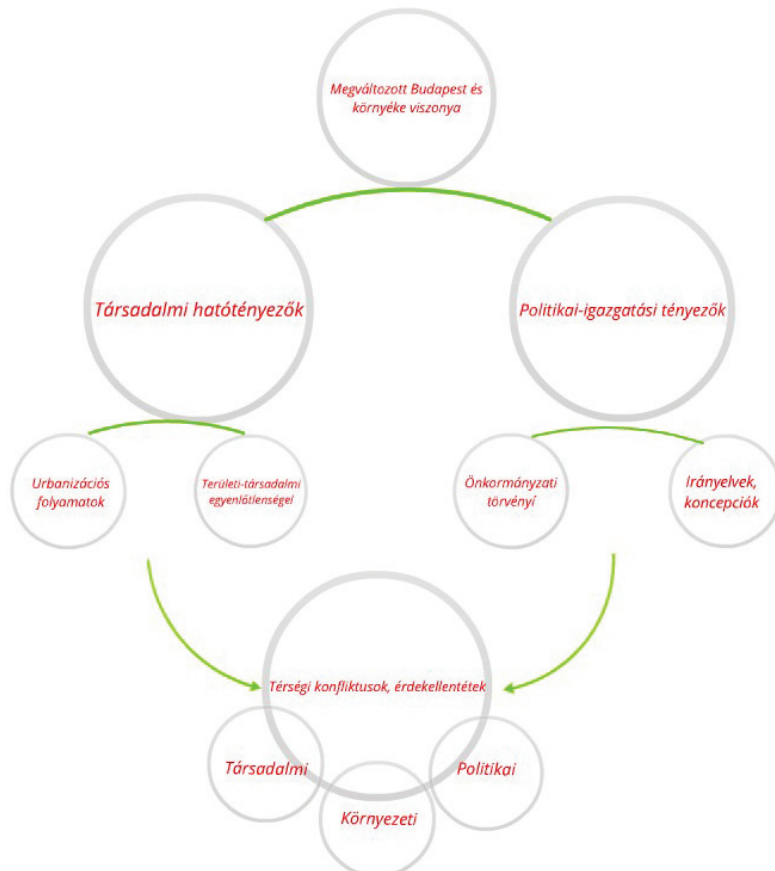 Megváltozott Budapest és
környéke viszonya
Társadalmi hatótényezők
Politikai-igazgatási tényezők
Urbanizációs
folyamatok
Területi-társadalmi
egyenlőtlenségel
Önkormányzati
törvényí
Irányelvek,
koncepciók
Térségi konfliktusok, érdekellentétek
Társadalmi
Környezeti
Politikai